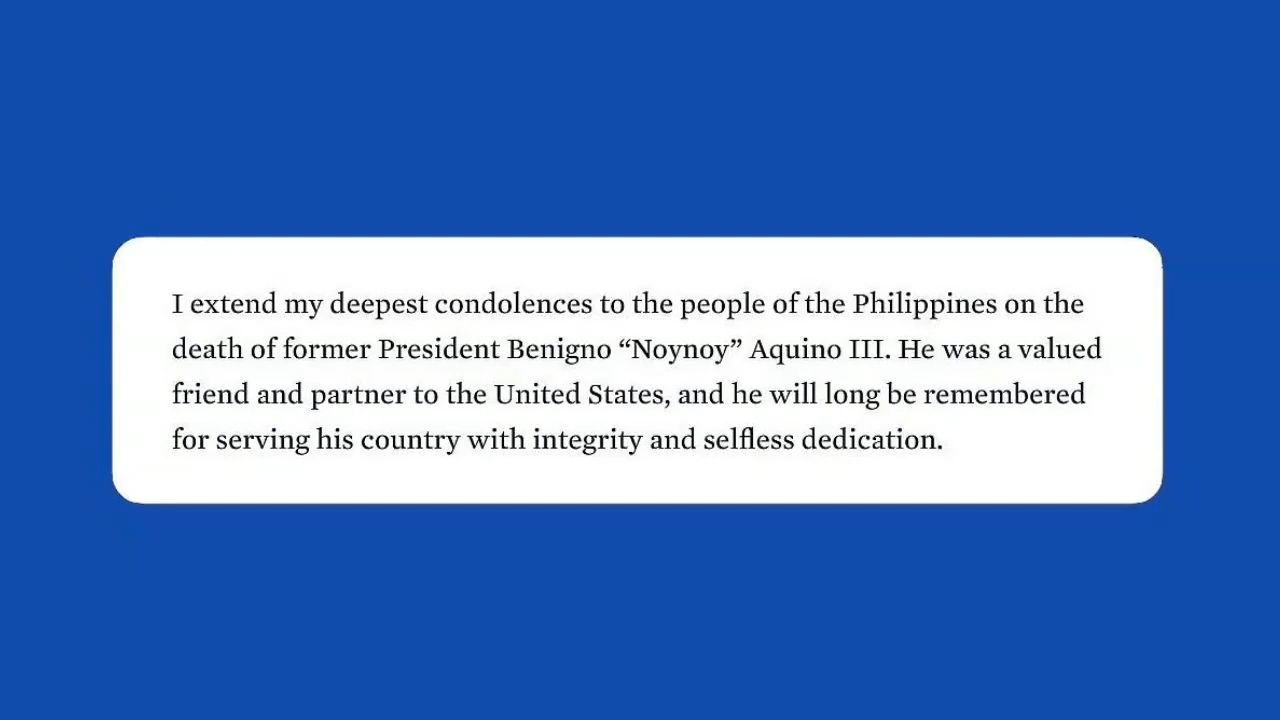 I extend my deepest condolences to the people of the Philippines on the
death of former President Benigno “Noynoy” Aquino III. He was a valued
friend and partner to the United States, and he will long be remembered
for serving his country with integrity and selfless dedication.